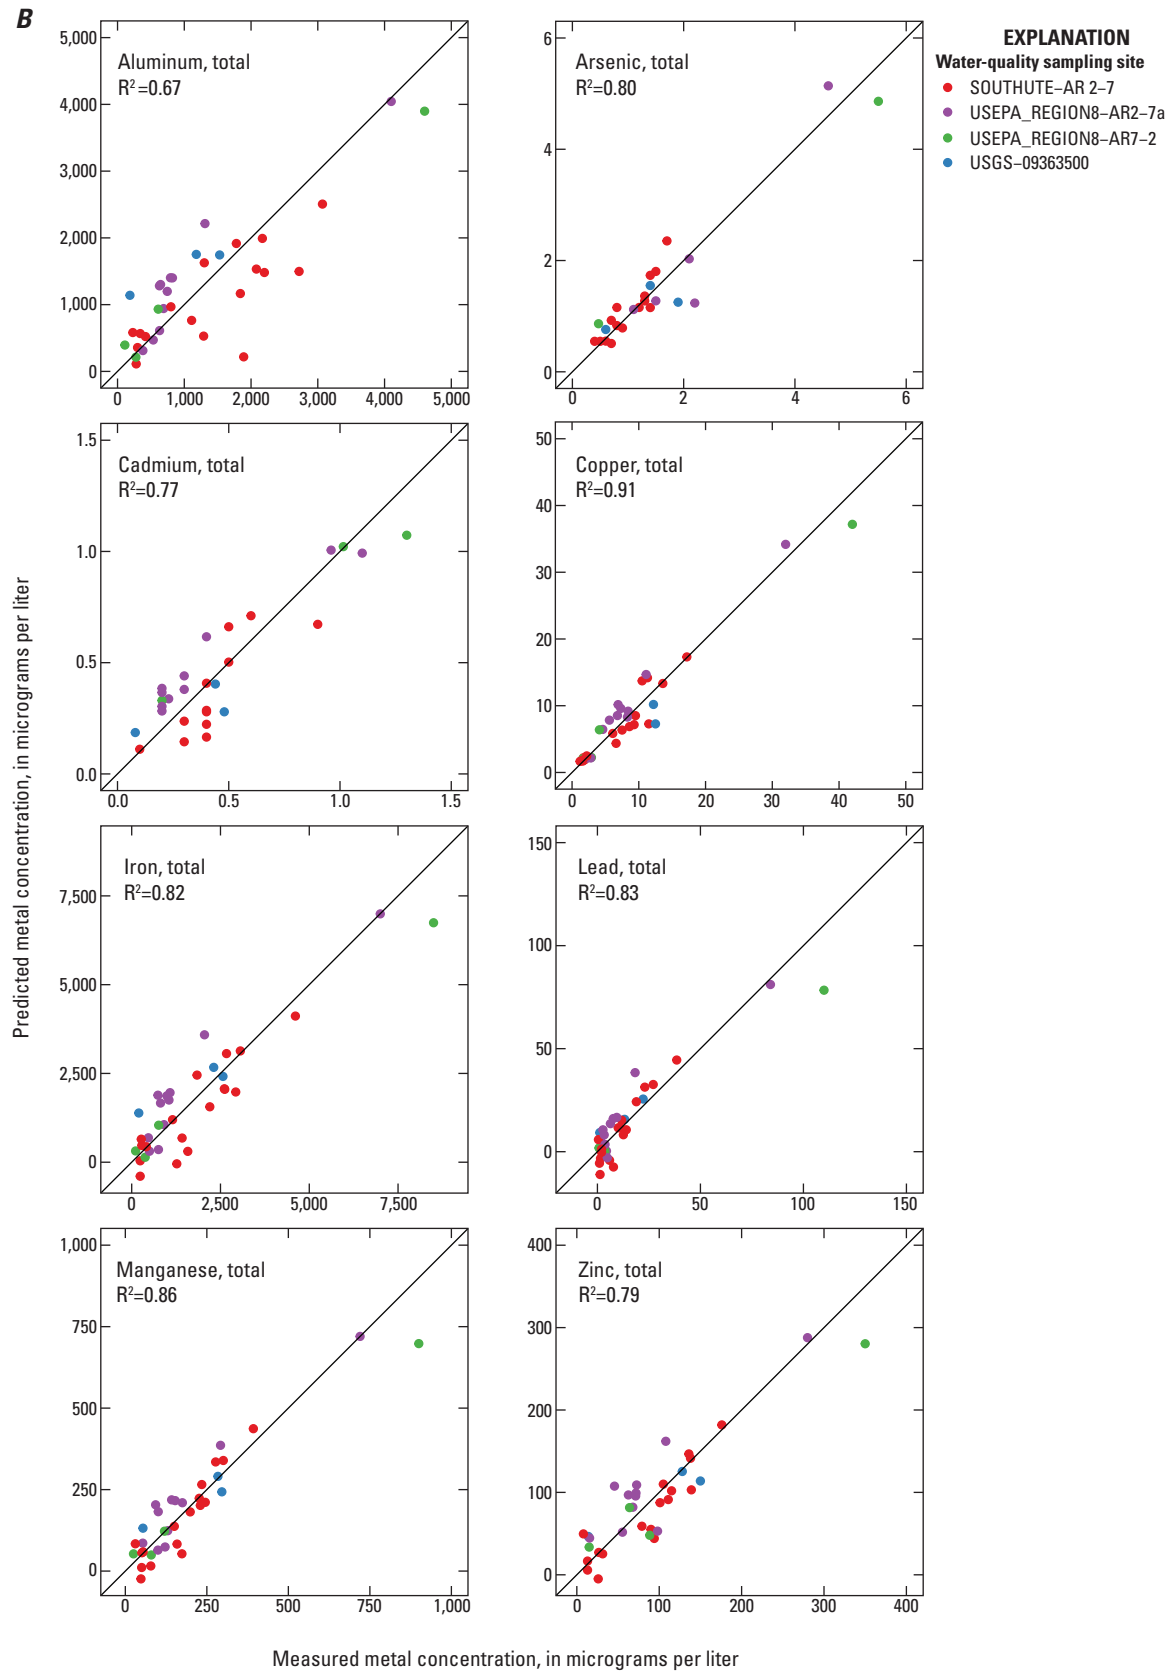 B
EXPLANATION
Water-quality sampling site
SOUTHUTE–AR 2–7
USEPA_REGION8–AR2–7a
USEPA_REGION8–AR7–2
USGS–09363500
Predicted metal concentration, in micrograms per liter
Aluminum, total
R²=0.67
5,000
4,000
3,000
2,000
1,000
0
0 1,000 2,000 3,000 4,000 5,000
Arsenic, total
R²=0.80
6
4
2
0
0 2 4 6
Cadmium, total
R²=0.77
1.5
1.0
0.5
0.0
0.0 0.5 1.0 1.5
Copper, total
R²=0.91
50
40
30
20
10
0
0 10 20 30 40 50
Iron, total
R²=0.82
7,500
5,000
2,500
0
0 2,500 5,000 7,500
Lead, total
R²=0.83
150
100
50
0
0 50 100 150
Manganese, total
R²=0.86
1,000
750
500
250
0
0 250 500 750 1,000
Zinc, total
R²=0.79
400
300
200
100
0
0 100 200 300 400
Measured metal concentration, in micrograms per liter